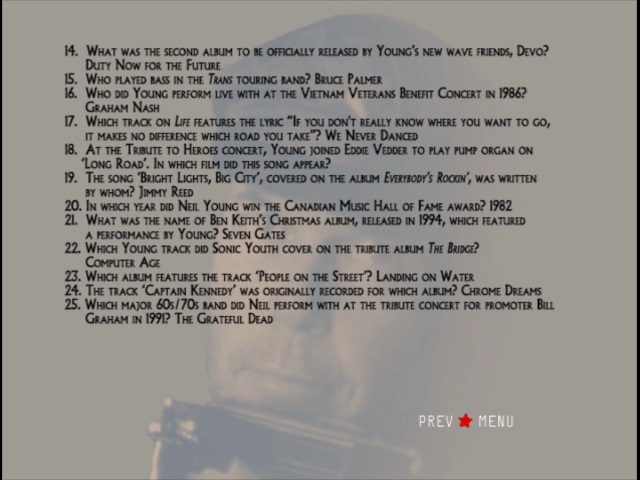 14. What was the second album to be officially released by Young's new wave friends, Devo?
Duty Now for the Future
15. Who played bass in the Trans touring band? Bruce Palmer
16. Who did Young perform live with at the Vietnam Veterans Benefit Concert in 1986?
Graham Nash
17. Which track on Life features the lyric "If you don't really know where you want to go,
it makes no difference which road you take"? We Never Danced
18. At the Tribute to Heroes concert, Young joined Eddie Vedder to play pump organ on
'Long Road'. In which film did this song appear?
19. The song 'Bright Lights, Big City', covered on the album Everybody's Rockin', was written
by whom? Jimmy Reed
20. In which year did Neil Young win the Canadian Music Hall of Fame award? 1982
21. What was the name of Ben Keith's Christmas album, released in 1994, which featured
a performance by Young? Seven Gates
22. Which Young track did Sonic Youth cover on the tribute album The Bridge?
Computer Age
23. Which album features the track 'People on the Street'? Landing on Water
24. The track 'Captain Kennedy' was originally recorded for which album? Chrome Dreams
25. Which major 60s/70s band did Neil perform with at the tribute concert for promoter Bill
Graham in 1991? The Grateful Dead
PREV MENU